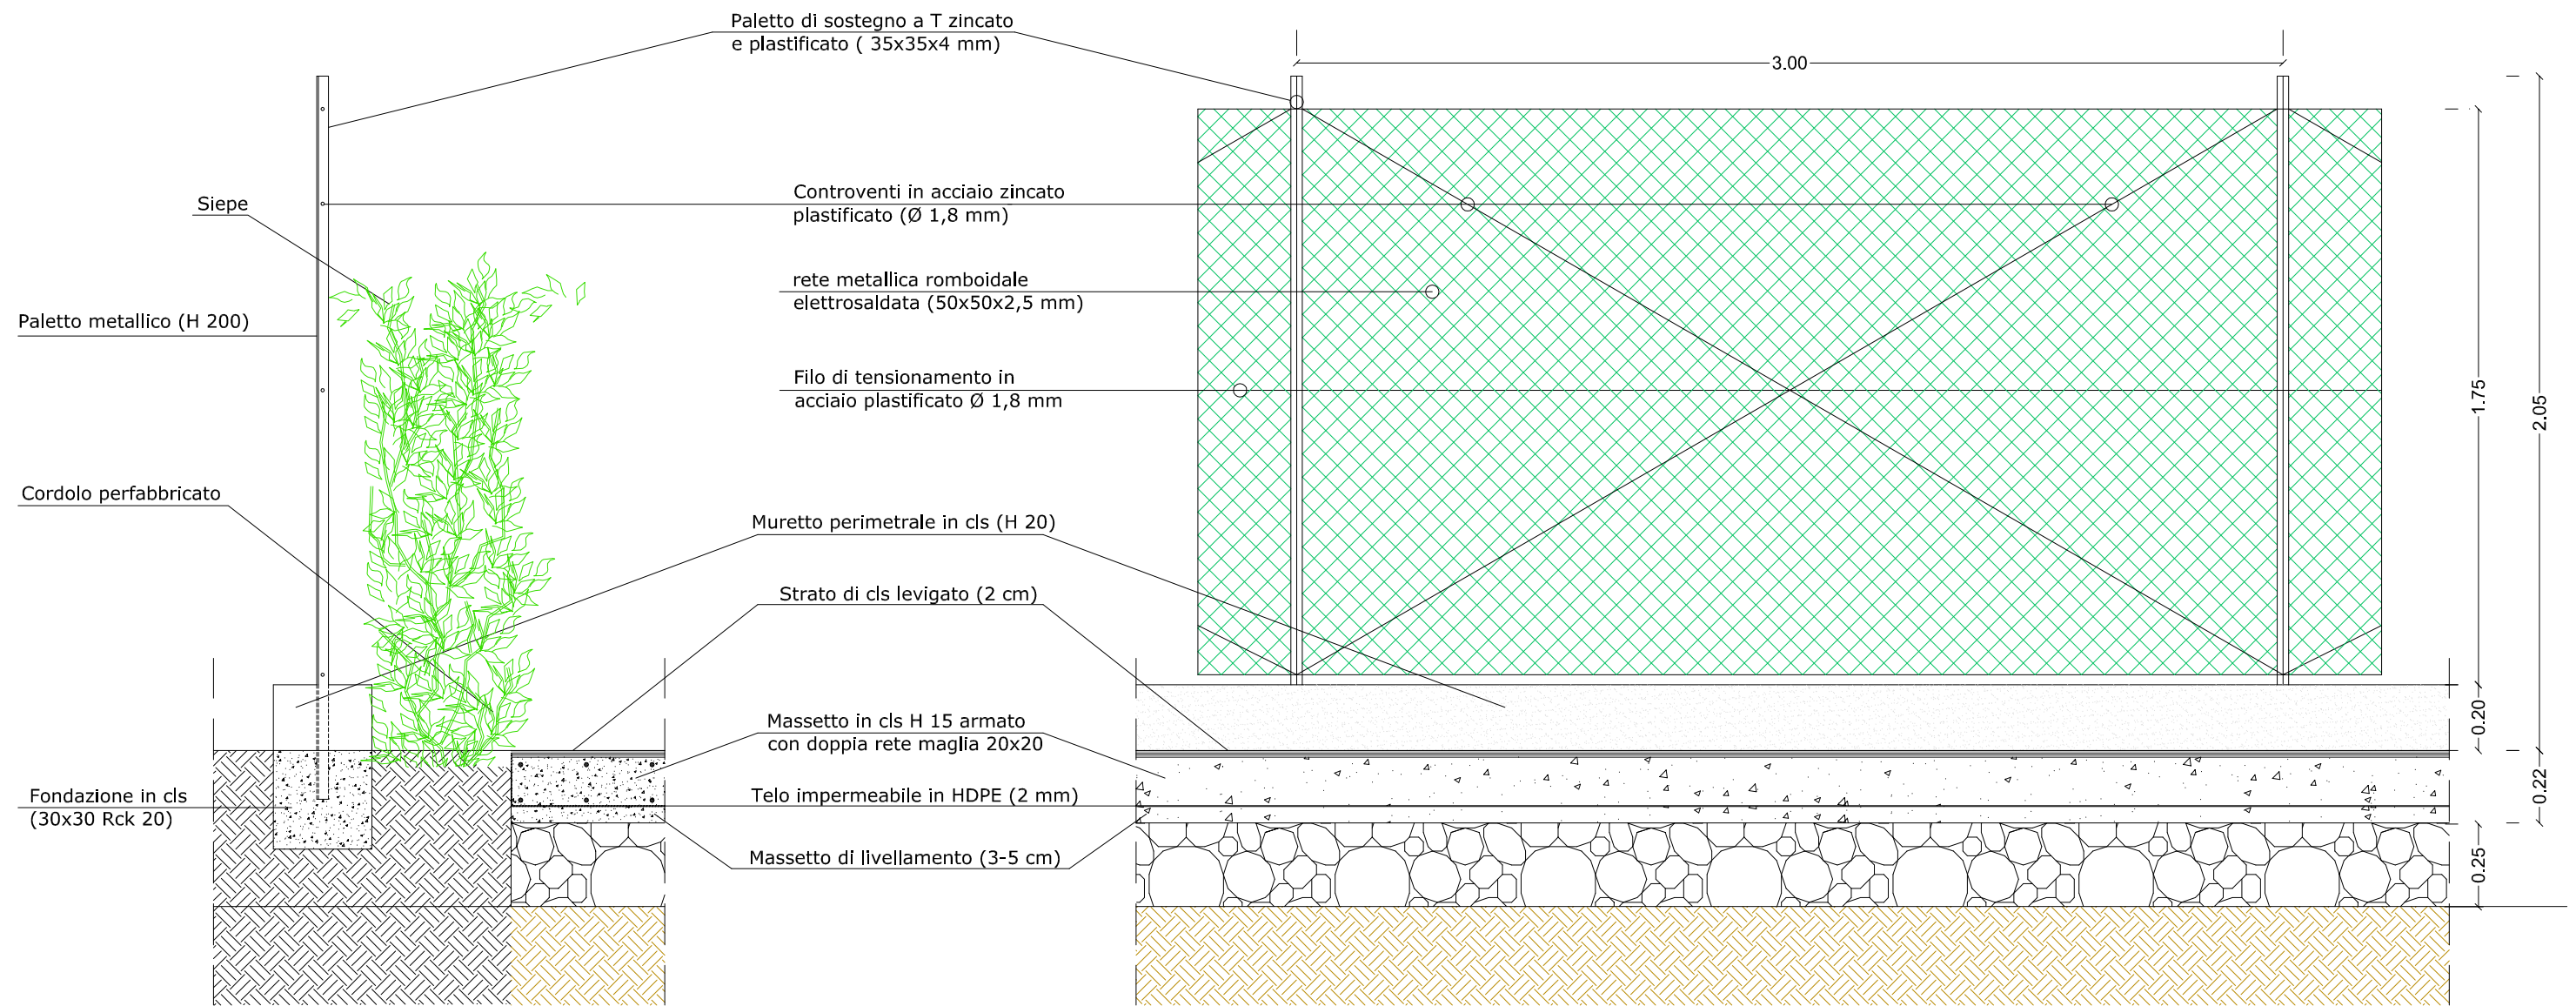 Paletto di sostegno a T zincato
e plastificato ( 35x35x4 mm)
3.00
Siepe
Controventi in acciaio zincato
plastificato (Ø 1,8 mm)
rete metallica romboidale
elettrosaldata (50x50x2,5 mm)
Paletto metallico (H 200)
Filo di tensionamento in
acciaio plastificato Ø 1,8 mm
1.75
2.05
Cordolo perfabbricato
Muretto perimetrale in cls (H 20)
Strato di cls levigato (2 cm)
0.20
Massetto in cls H 15 armato
con doppia rete maglia 20x20
Fondazione in cls
(30x30 Rck 20)
Telo impermeabile in HDPE (2 mm)
0.22
Massetto di livellamento (3-5 cm)
0.25